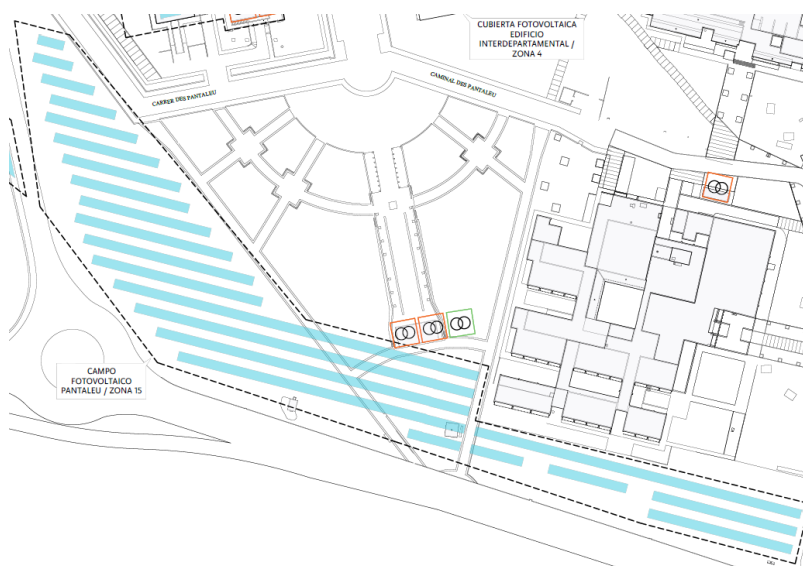 CUBIERTA FOTOVOLTAICA
EDIFICIO
INTERDEPARTAMENTAL /
ZONA 4
CARRER DES PANTALEU
CAMINAL DES PANTALEU
CAMPO
FOTOVOLTAICO
PANTALEU / ZONA 15